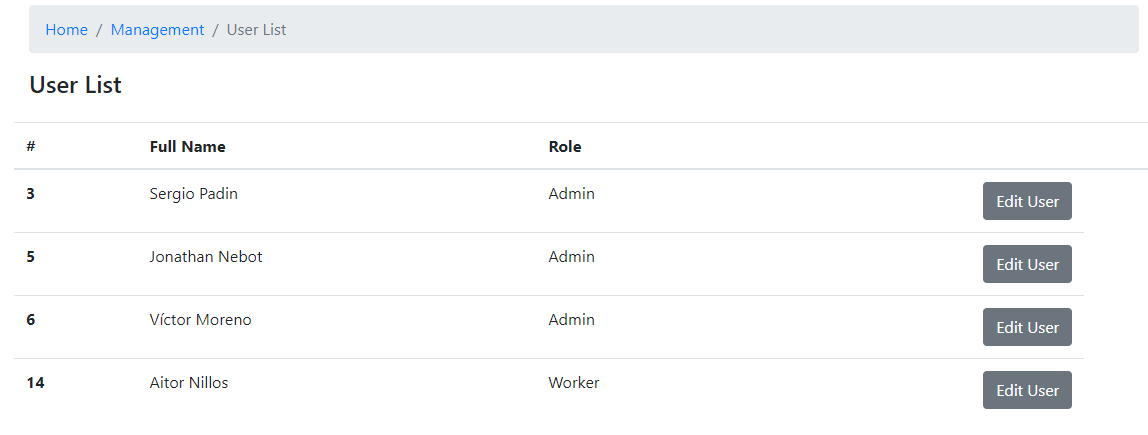 Home / Management / User List
User List
# Full Name Role
3 Sergio Padin Admin Edit User
5 Jonathan Nebot Admin Edit User
6 Víctor Moreno Admin Edit User
14 Aitor Nillos Worker Edit User